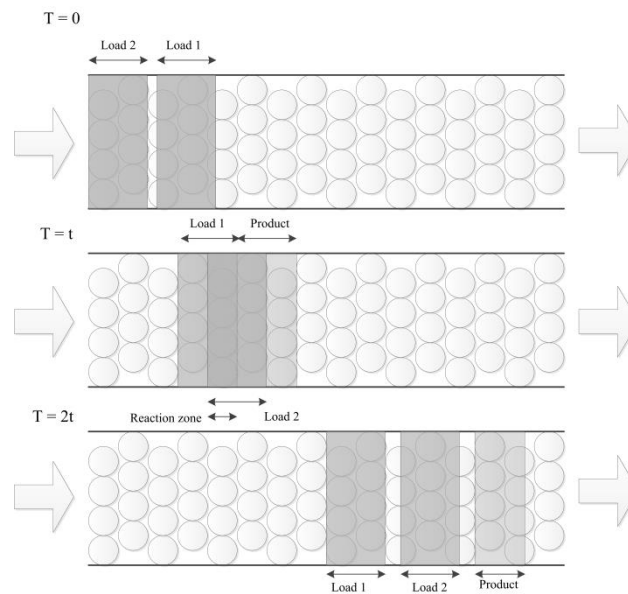 T = 0
Load 2 Load 1
Load 1 Product
T = t
Reaction zone Load 2
T = 2t
Load 1 Load 2 Product